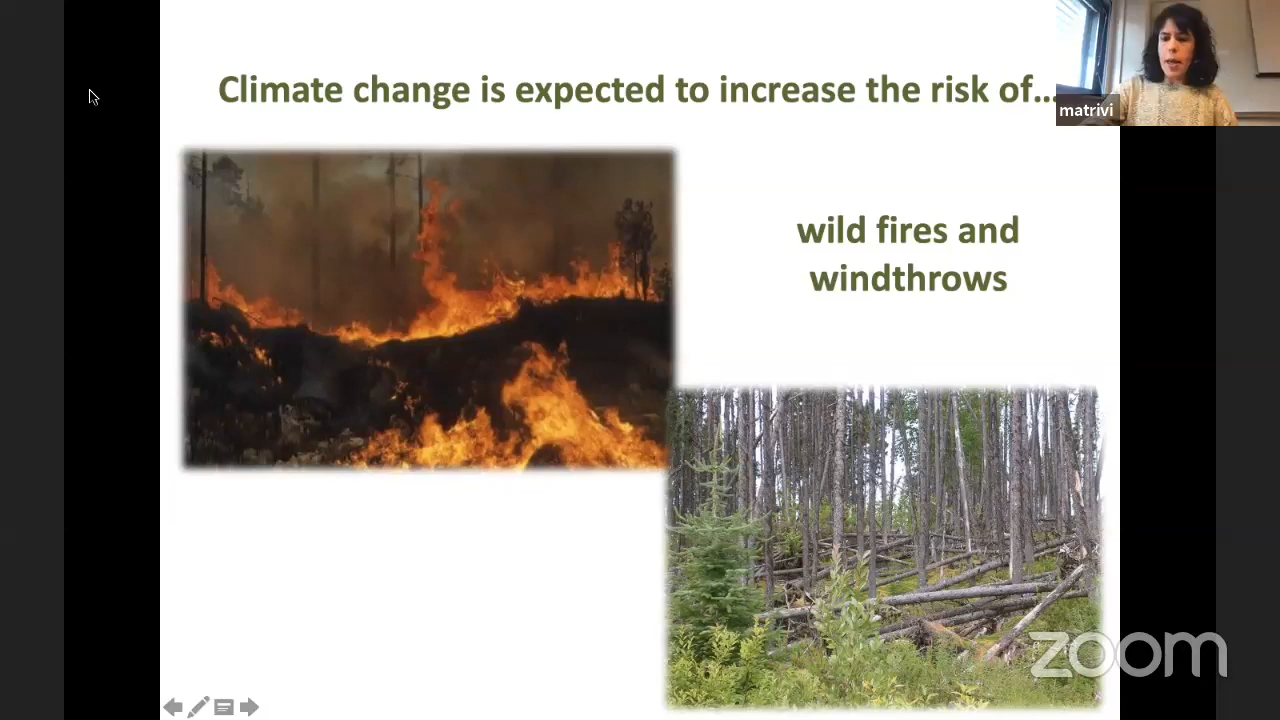 Climate change is expected to increase the risk of...
matrivi
wild fires and
windthrows
zoom